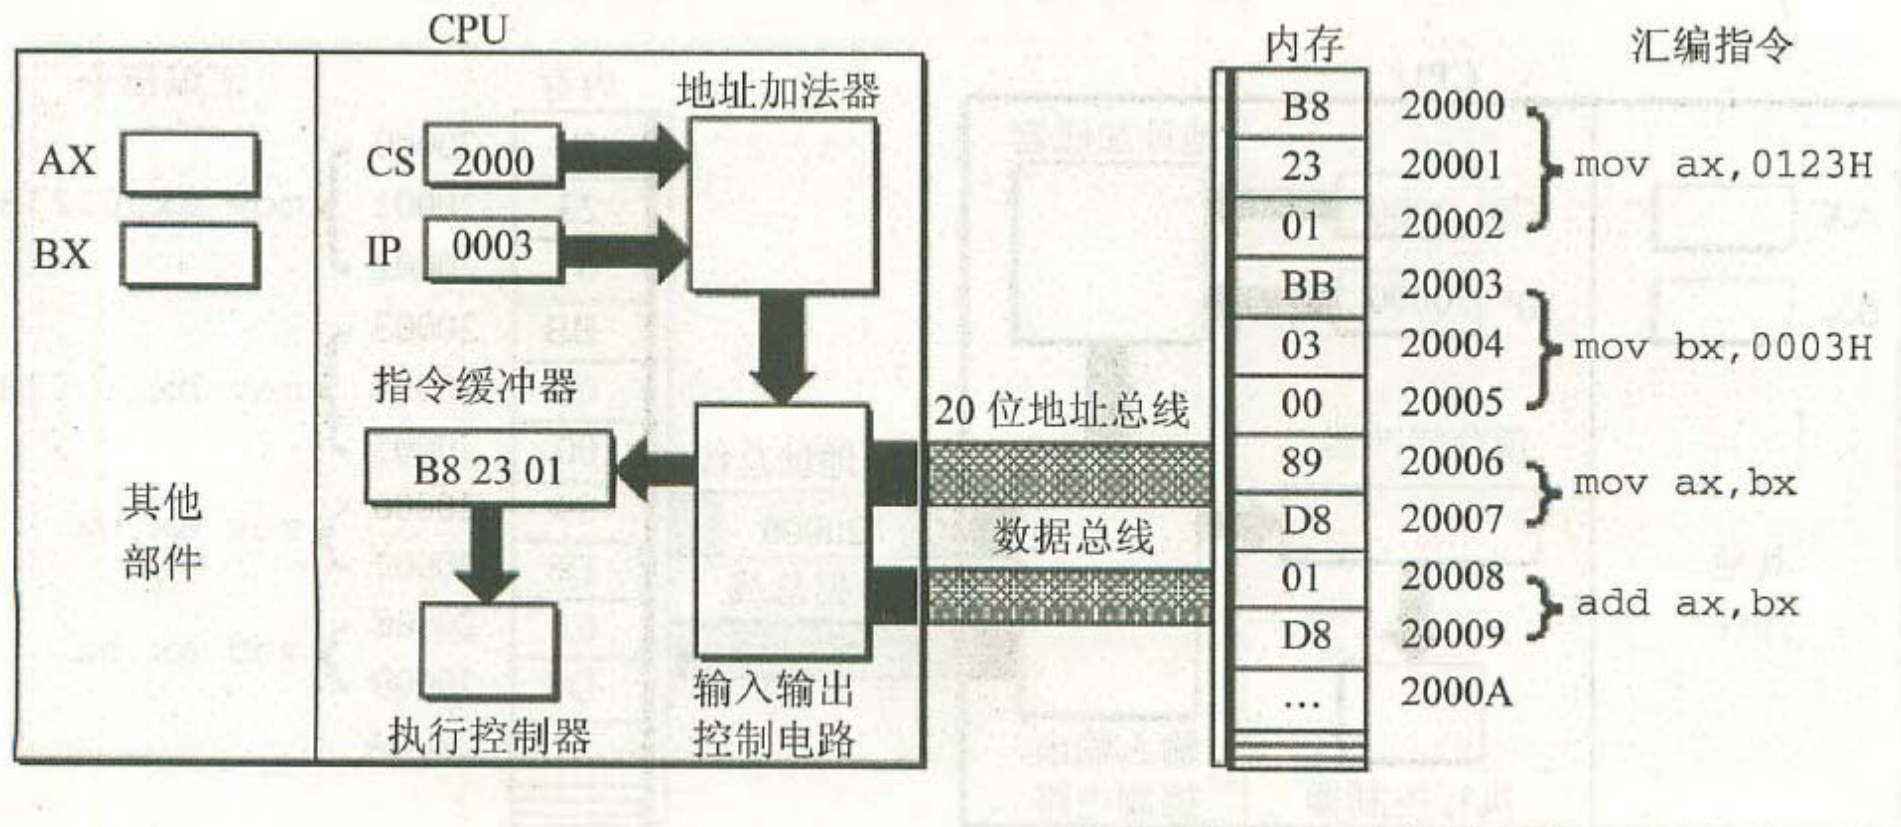 CPU
AX
BX
其他
部件
CS
2000
IP
0003
地址加法器
指令缓冲器
B8 23 01
执行控制器
输入输出
控制电路
20 位地址总线
数据总线
内存
汇编指令
B8 20000
23 20001
01 20002
mov ax,0123H
BB 20003
03 20004
00 20005
mov bx,0003H
89 20006
D8 20007
mov ax,bx
01 20008
D8 20009
add ax,bx
... 2000A